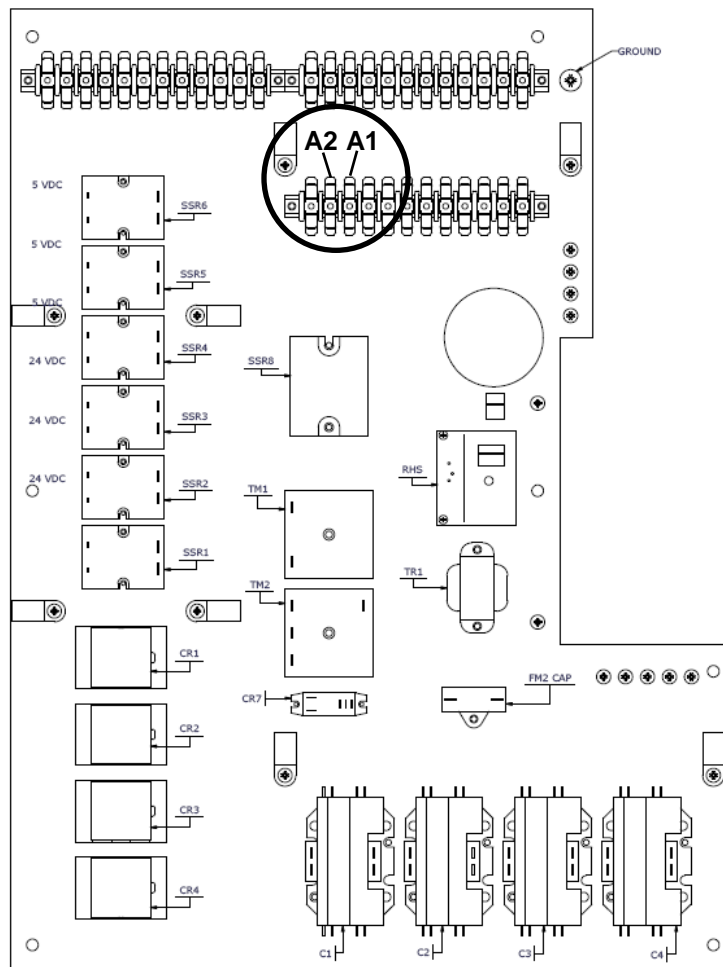 GROUND
A2 A1
5 VDC
SSR6
5 VDC
SSR5
5 VDC
SSR4
24 VDC
SSR8
SSR3
24 VDC
RHS
SSR2
24 VDC
TM1
SSR1
TR1
TM2
CR1
FM2 CAP
CR7
CR2
CR3
CR4
C1
C2
C3
C4